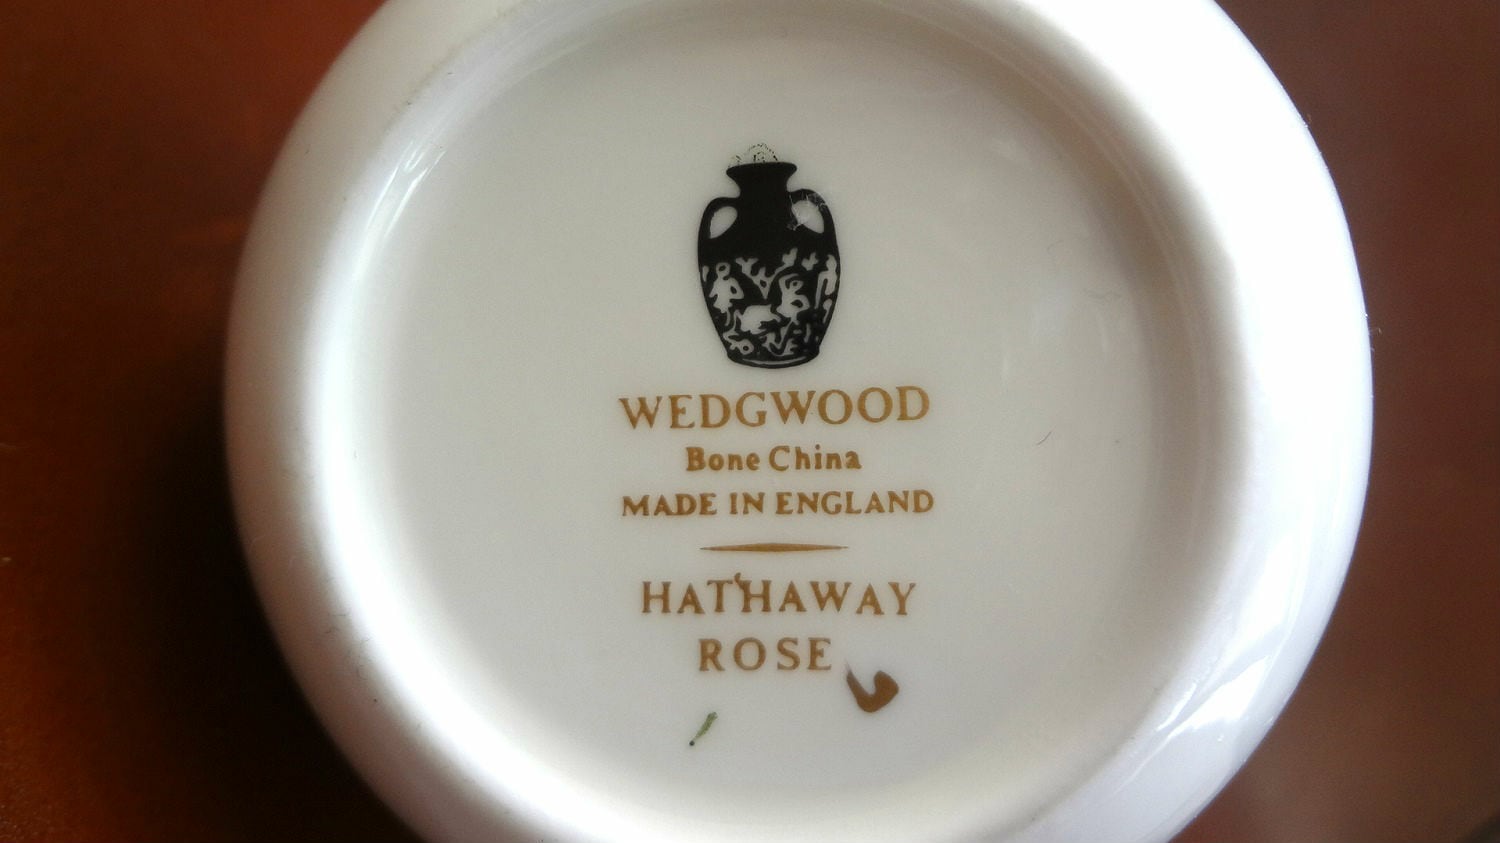 WEDGWOOD
Bone China
MADE IN ENGLAND
HATHAWAY
ROSE